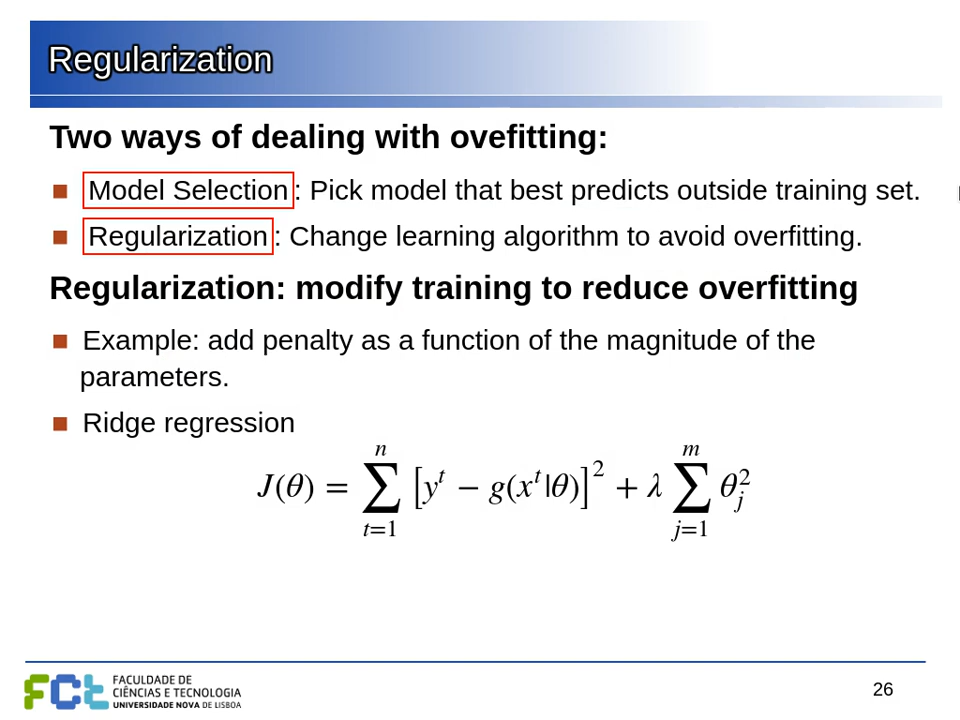 Regularization
Two ways of dealing with ovefitting:
Model Selection: Pick model that best predicts outside training set.
Regularization: Change learning algorithm to avoid overfitting.
Regularization: modify training to reduce overfitting
Example: add penalty as a function of the magnitude of the
parameters.
Ridge regression
J(θ) = ∑_{t=1}^{n} [y^t − g(x^t|θ)]^2 + λ ∑_{j=1}^{m} θ_j^2
FCt
FACULDADE DE
CIÊNCIAS E TECNOLOGIA
UNIVERSIDADE NOVA DE LISBOA
26